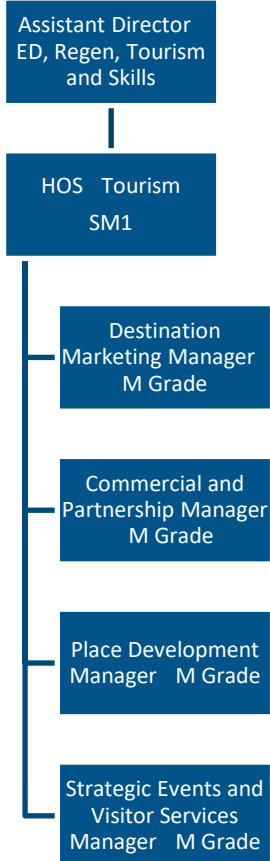 Assistant Director
ED, Regen, Tourism
and Skills
HOS Tourism
SM1
Destination
Marketing Manager
M Grade
Commercial and
Partnership Manager
M Grade
Place Development
Manager M Grade
Strategic Events and
Visitor Services
Manager M Grade